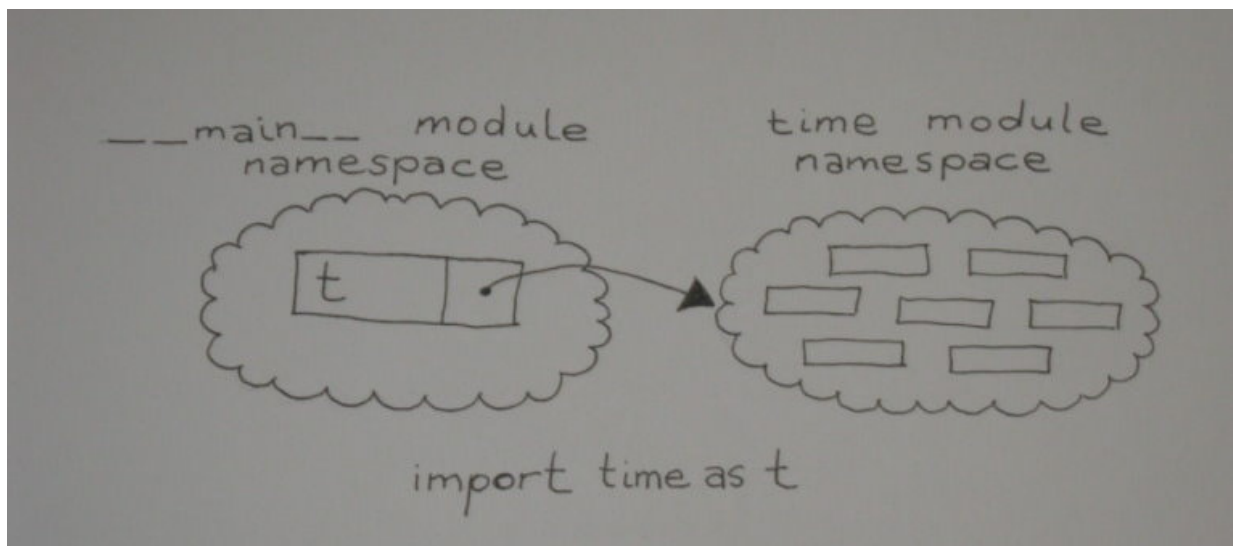 __main__ module
namespace
time module
namespace
t
import time as t